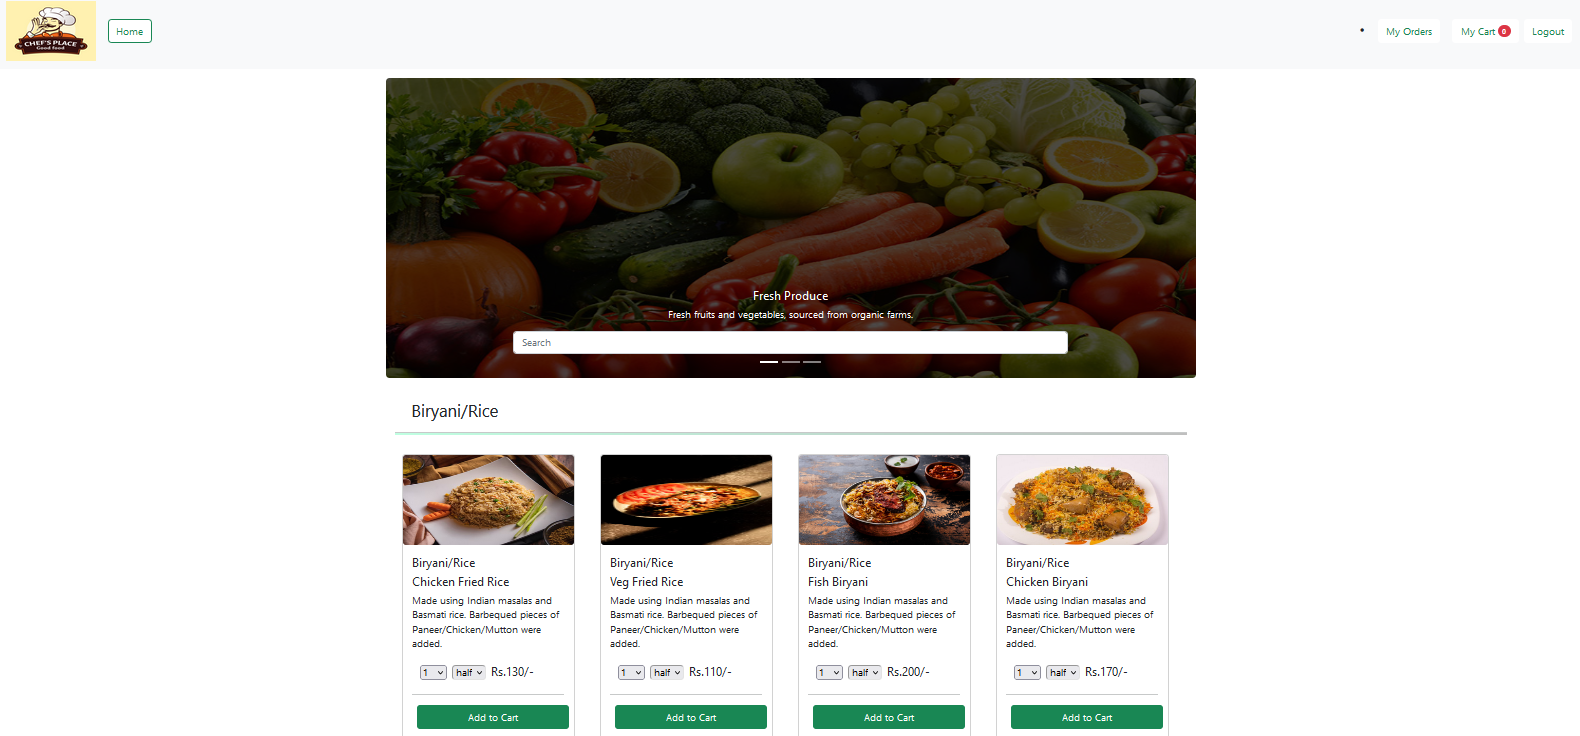 CHEF'S PLACE
Good food
Home
My Orders
My Cart 0
Logout
Fresh Produce
Fresh fruits and vegetables, sourced from organic farms.
Search
Biryani/Rice
Biryani/Rice
Chicken Fried Rice
Made using Indian masalas and
Basmati rice. Barbequed pieces of
Paneer/Chicken/Mutton were
added.
1 half Rs.130/-
Add to Cart
Biryani/Rice
Veg Fried Rice
Made using Indian masalas and
Basmati rice. Barbequed pieces of
Paneer/Chicken/Mutton were
added.
1 half Rs.110/-
Add to Cart
Biryani/Rice
Fish Biryani
Made using Indian masalas and
Basmati rice. Barbequed pieces of
Paneer/Chicken/Mutton were
added.
1 half Rs.200/-
Add to Cart
Biryani/Rice
Chicken Biryani
Made using Indian masalas and
Basmati rice. Barbequed pieces of
Paneer/Chicken/Mutton were
added.
1 half Rs.170/-
Add to Cart